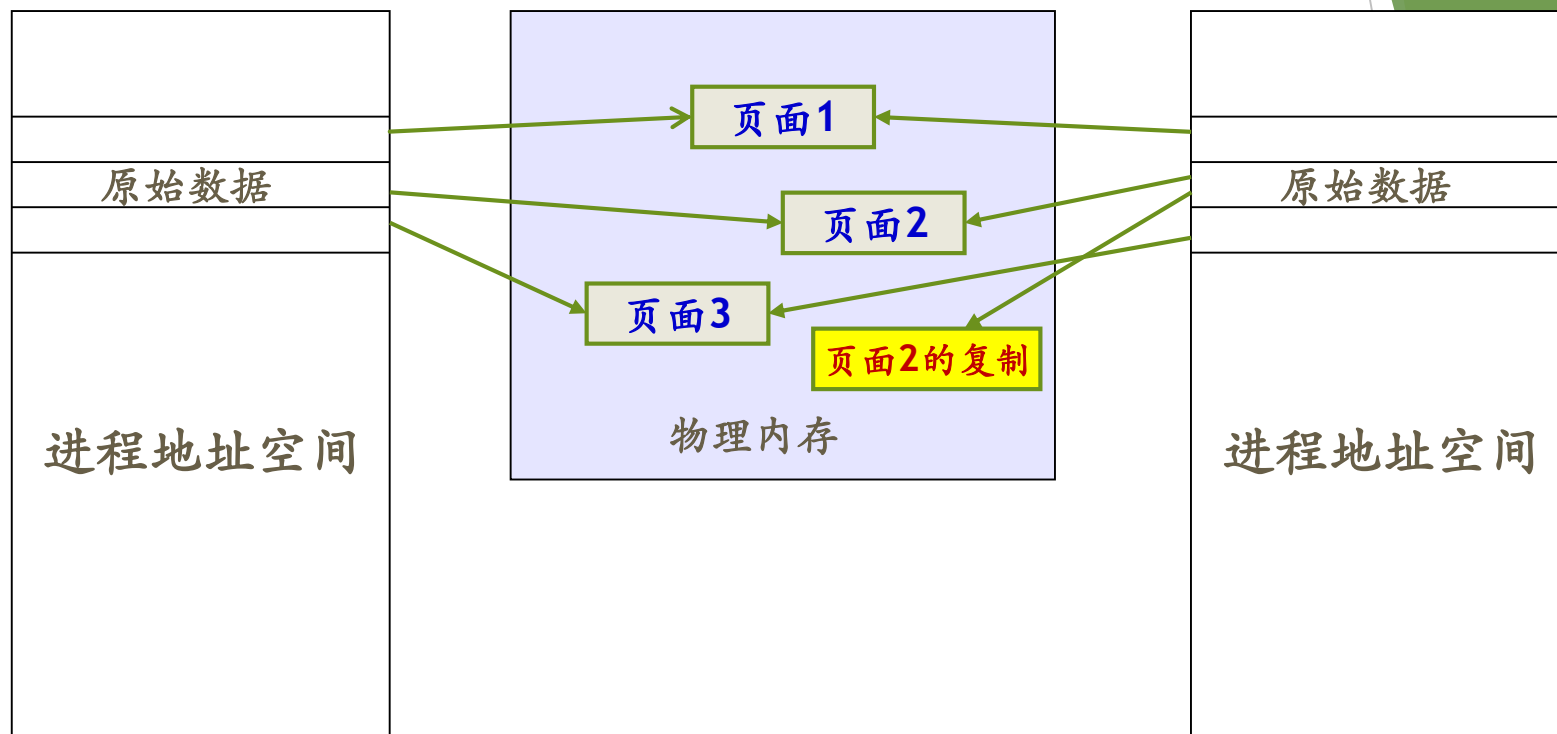 页面1
原始数据
原始数据
页面2
页面3
页面2的复制
物理内存
进程地址空间
进程地址空间